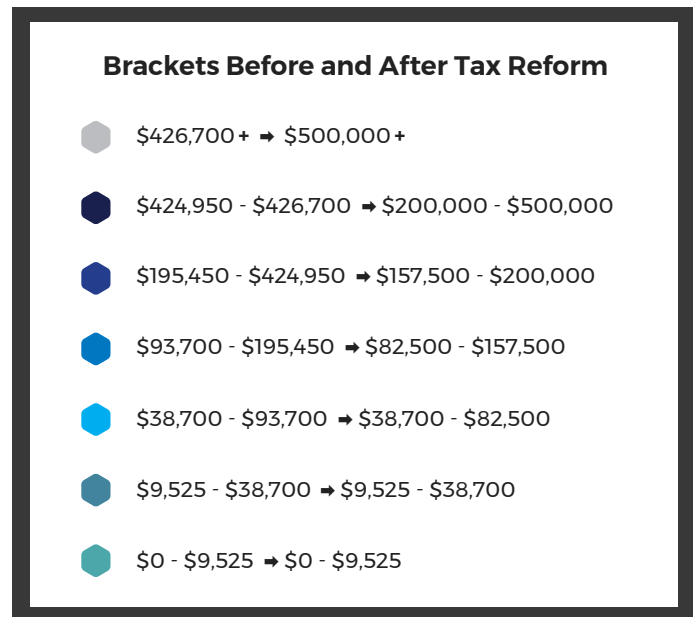 Brackets Before and After Tax Reform
$426,700+ ➡ $500,000+
$424,950 - $426,700 ➡ $200,000 - $500,000
$195,450 - $424,950 ➡ $157,500 - $200,000
$93,700 - $195,450 ➡ $82,500 - $157,500
$38,700 - $93,700 ➡ $38,700 - $82,500
$9,525 - $38,700 ➡ $9,525 - $38,700
$0 - $9,525 ➡ $0 - $9,525